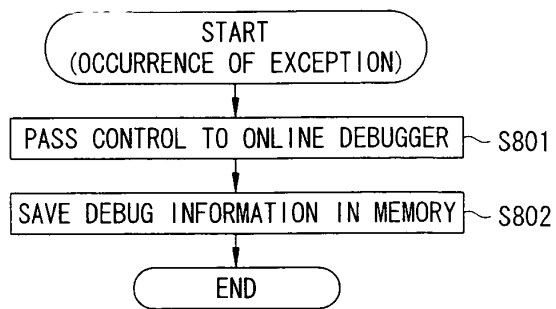 START
(OCCURRENCE OF EXCEPTION)
PASS CONTROL TO ONLINE DEBUGGER S801
SAVE DEBUG INFORMATION IN MEMORY S802
END